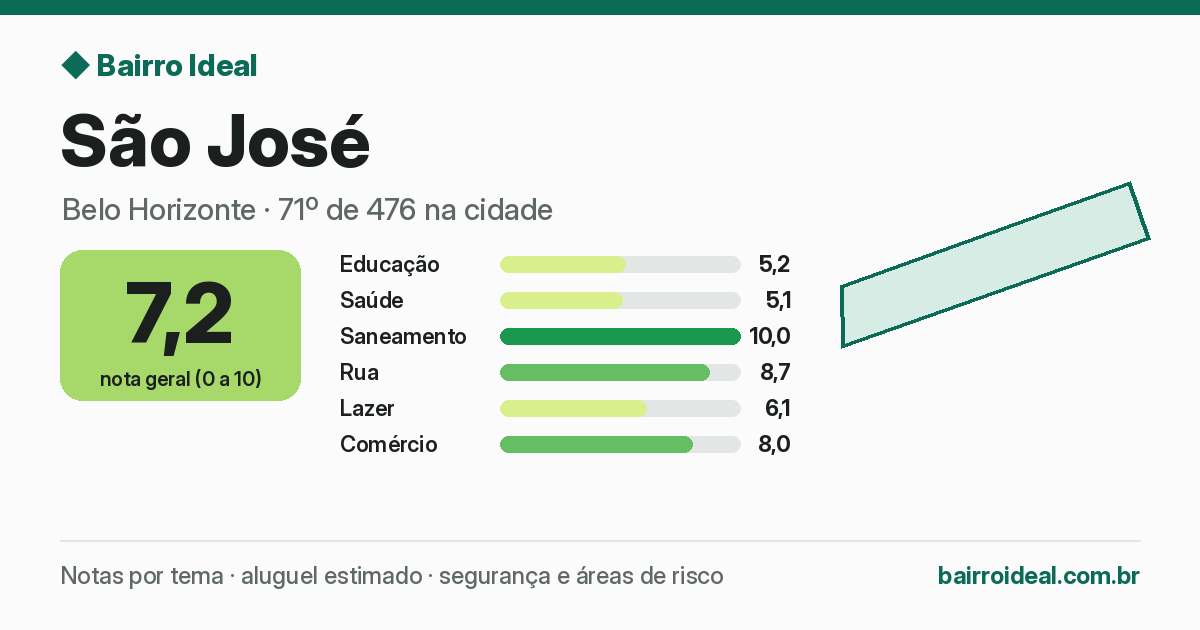 Bairro Ideal
São José
Belo Horizonte · 71º de 476 na cidade
7,2
nota geral (0 a 10)
Educação 5,2
Saúde 5,1
Saneamento 10,0
Rua 8,7
Lazer 6,1
Comércio 8,0
Notas por tema · aluguel estimado · segurança e áreas de risco
bairroideal.com.br